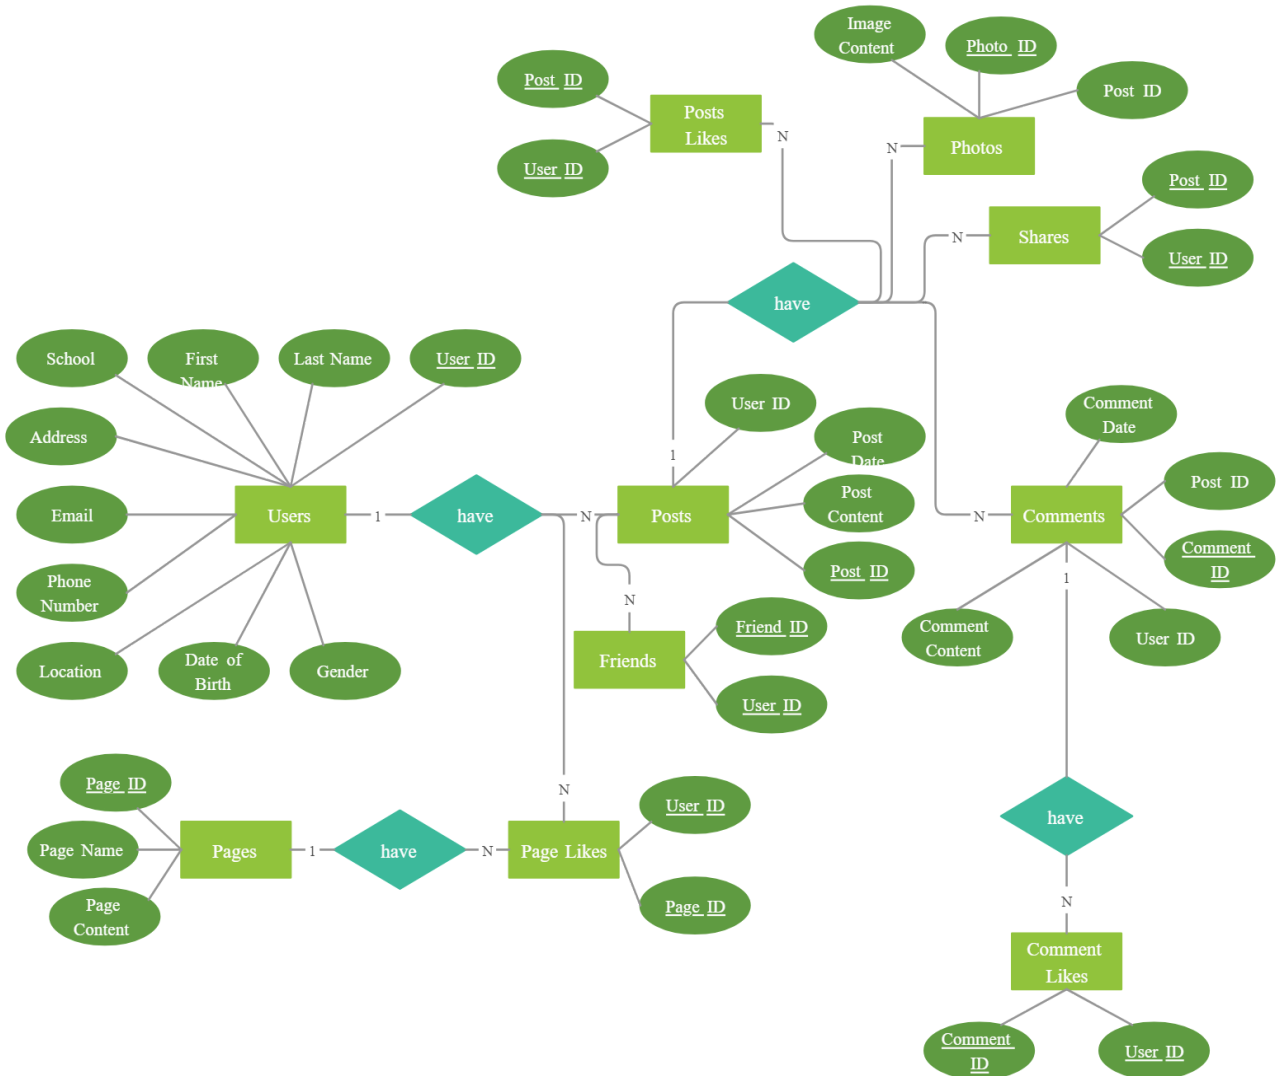 Image
Content
Photo ID
Post ID
Post ID
Posts
Likes
User ID
N
N
Photos
Post ID
N
Shares
User ID
have
School
First
Name
Last Name
User ID
Address
User ID
1
Post
Date
Comment
Date
Email
Users
1
have
N
Posts
Post
Content
N
Comments
Post ID
Comment
ID
Post ID
Phone
Number
N
1
Friends
Friend ID
User ID
Comment
Content
User ID
Location
Date of
Birth
Gender
Page ID
N
User ID
Page Name
Pages
1
have
N
Page Likes
have
Page
Content
Page ID
N
Comment
Likes
Comment
ID
User ID